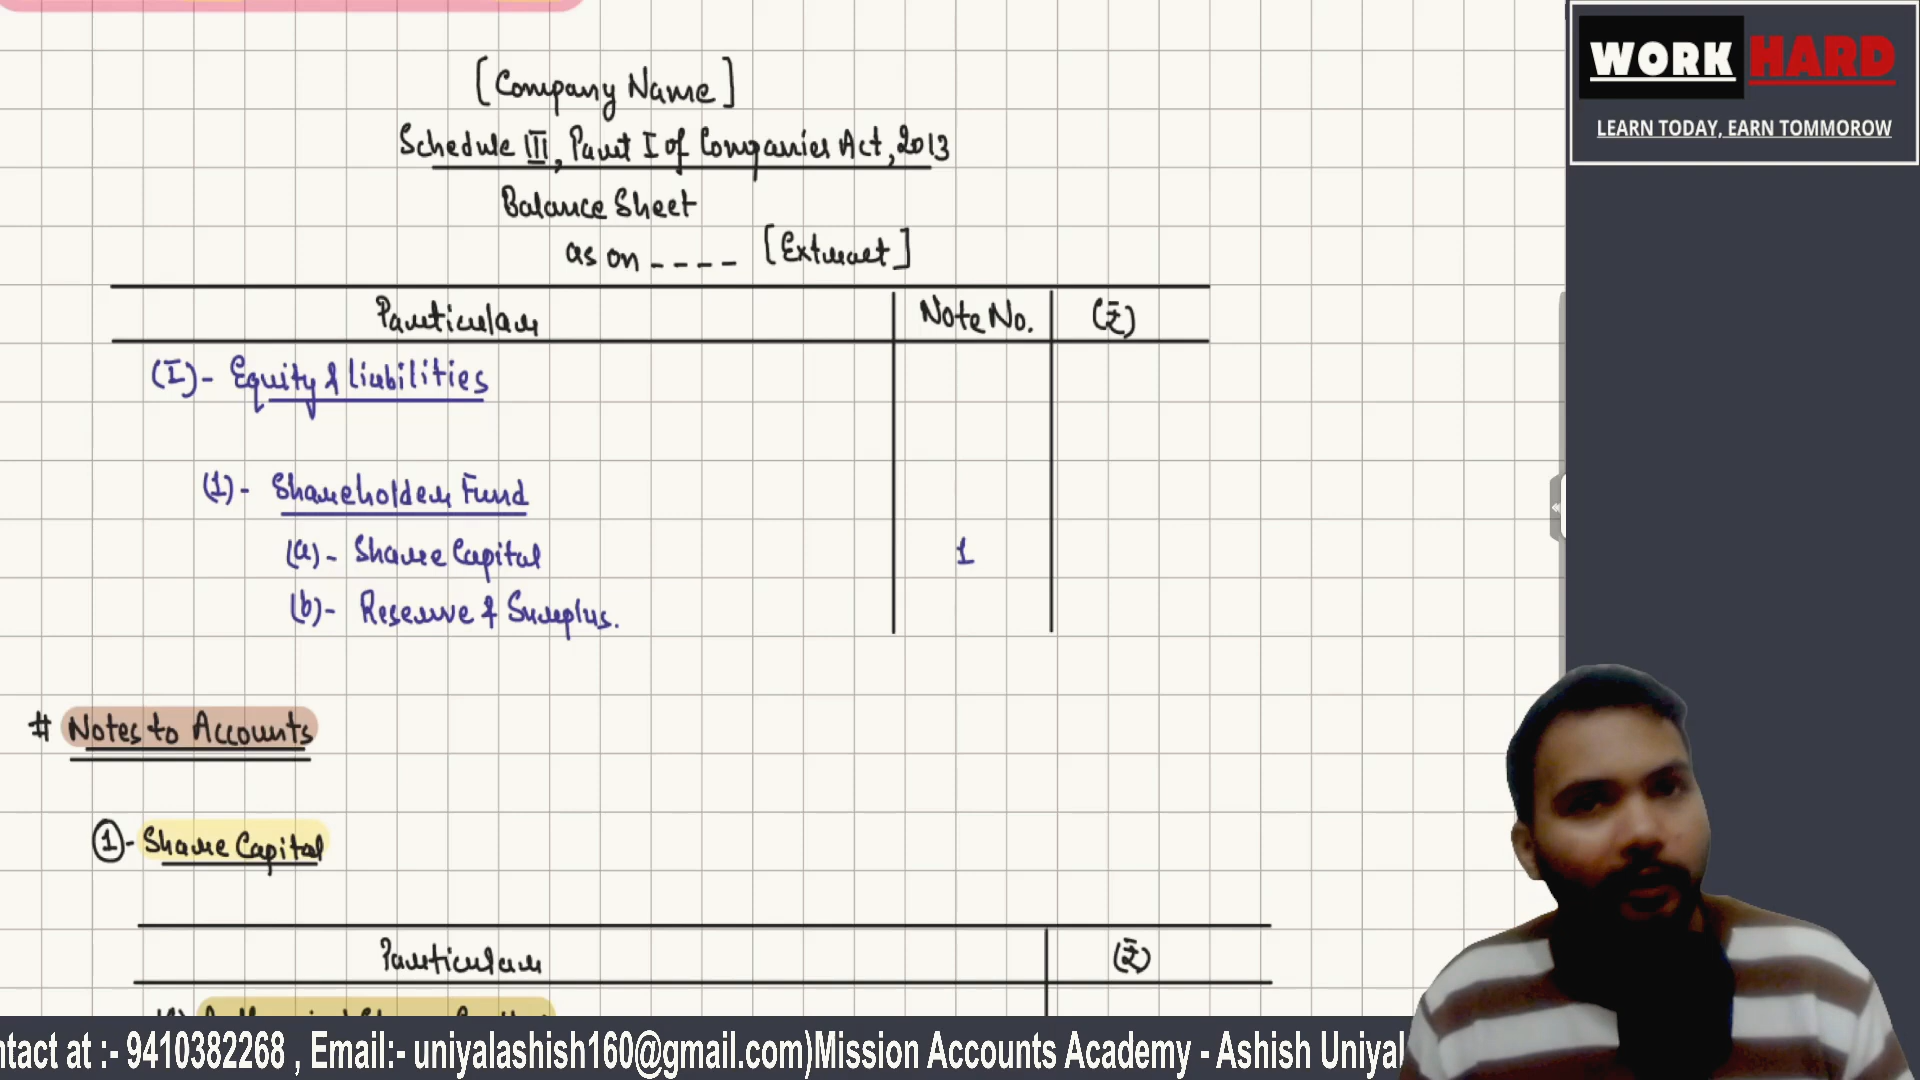 WORK HARD
LEARN TODAY, EARN TOMMOROW
[Company Name]
Schedule III, Part I of Companies Act, 2013
Balance Sheet
as on ---- [Extract]
Particulars Note No. (₹)
(I)- Equity & Liabilities
(1)- Shareholder Fund
(a)- Share Capital 1
(b)- Reserve & Surplus.
# Notes to Accounts
①- Share Capital
Particulars (₹)
ntact at :- 9410382268 , Email:- uniyalashish160@gmail.com)Mission Accounts Academy - Ashish Uniyal